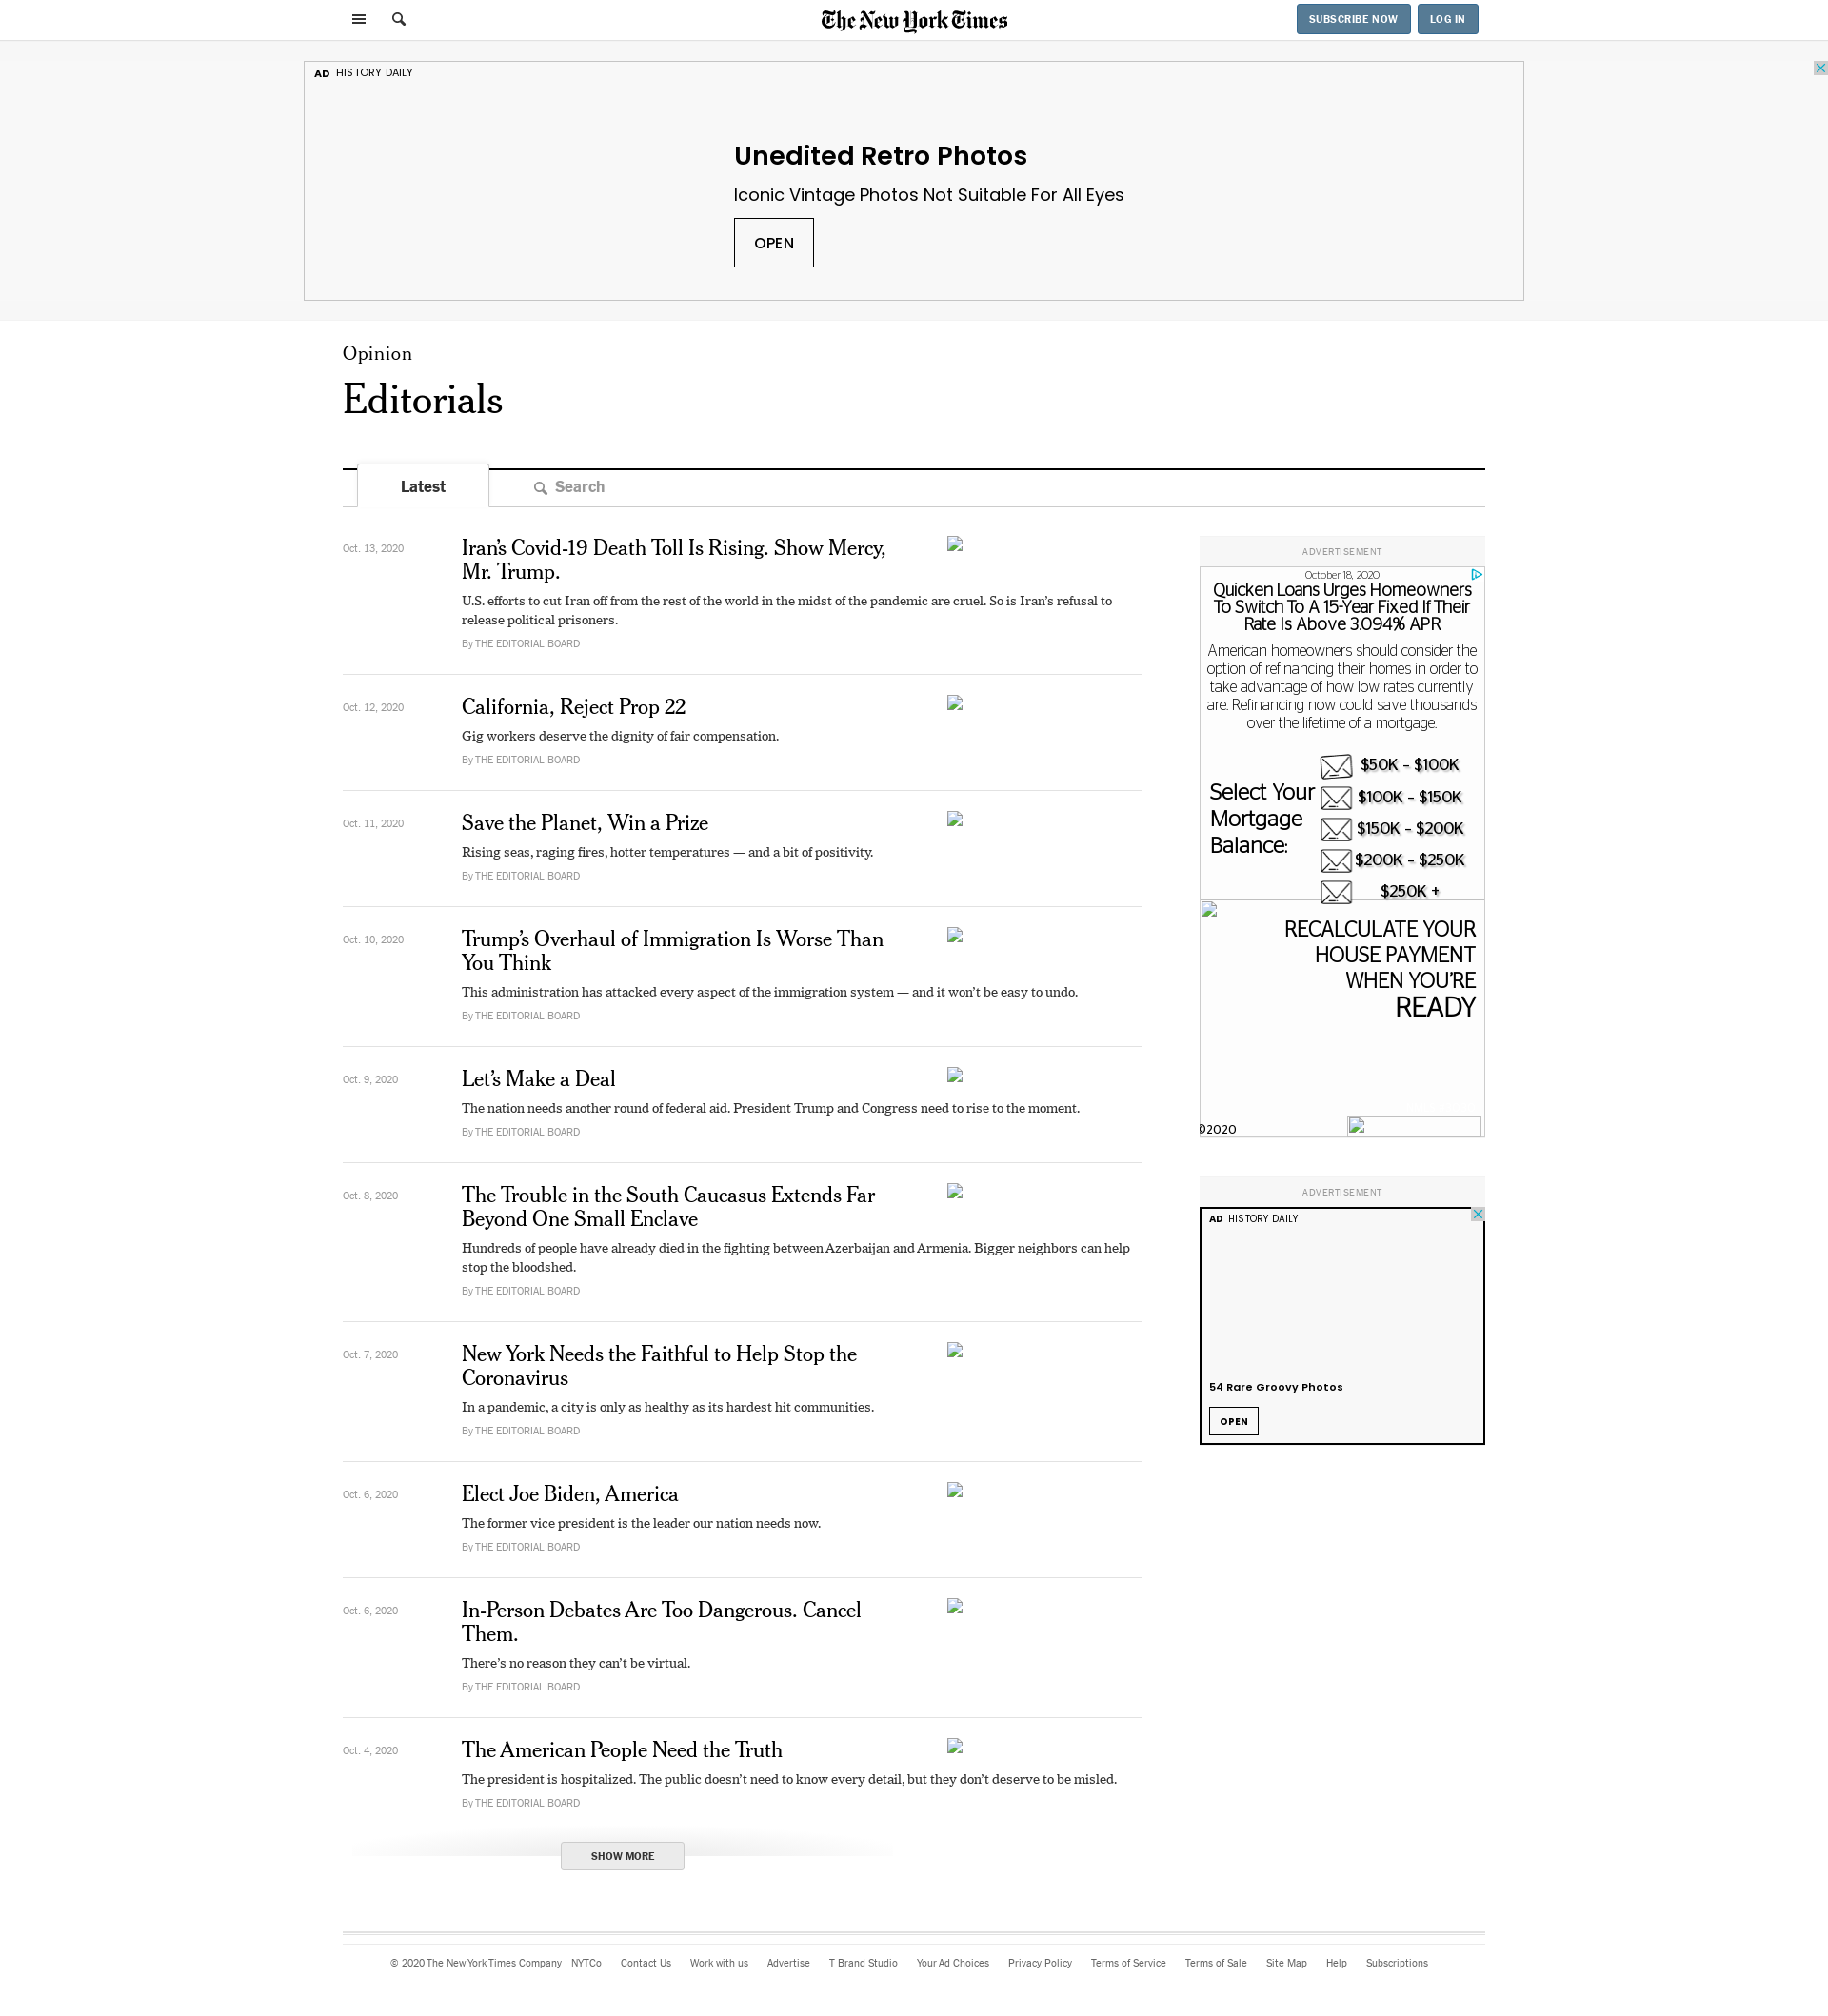 The New York Times
SUBSCRIBE NOW
LOG IN
AD HISTORY DAILY
Unedited Retro Photos
Iconic Vintage Photos Not Suitable For All Eyes
OPEN
Opinion
Editorials
Latest
Search
Oct. 13, 2020
Iran’s Covid-19 Death Toll Is Rising. Show Mercy,
Mr. Trump.
U.S. efforts to cut Iran off from the rest of the world in the midst of the pandemic are cruel. So is Iran’s refusal to
release political prisoners.
By THE EDITORIAL BOARD
Oct. 12, 2020
California, Reject Prop 22
Gig workers deserve the dignity of fair compensation.
By THE EDITORIAL BOARD
Oct. 11, 2020
Save the Planet, Win a Prize
Rising seas, raging fires, hotter temperatures — and a bit of positivity.
By THE EDITORIAL BOARD
Oct. 10, 2020
Trump’s Overhaul of Immigration Is Worse Than
You Think
This administration has attacked every aspect of the immigration system — and it won’t be easy to undo.
By THE EDITORIAL BOARD
Oct. 9, 2020
Let’s Make a Deal
The nation needs another round of federal aid. President Trump and Congress need to rise to the moment.
By THE EDITORIAL BOARD
Oct. 8, 2020
The Trouble in the South Caucasus Extends Far
Beyond One Small Enclave
Hundreds of people have already died in the fighting between Azerbaijan and Armenia. Bigger neighbors can help
stop the bloodshed.
By THE EDITORIAL BOARD
Oct. 7, 2020
New York Needs the Faithful to Help Stop the
Coronavirus
In a pandemic, a city is only as healthy as its hardest hit communities.
By THE EDITORIAL BOARD
Oct. 6, 2020
Elect Joe Biden, America
The former vice president is the leader our nation needs now.
By THE EDITORIAL BOARD
Oct. 6, 2020
In-Person Debates Are Too Dangerous. Cancel
Them.
There’s no reason they can’t be virtual.
By THE EDITORIAL BOARD
Oct. 4, 2020
The American People Need the Truth
The president is hospitalized. The public doesn’t need to know every detail, but they don’t deserve to be misled.
By THE EDITORIAL BOARD
SHOW MORE
ADVERTISEMENT
October 18, 2020
Quicken Loans Urges Homeowners
To Switch To A 15-Year Fixed If Their
Rate Is Above 3.094% APR
American homeowners should consider the
option of refinancing their homes in order to
take advantage of how low rates currently
are. Refinancing now could save thousands
over the lifetime of a mortgage.
Select Your
Mortgage
Balance:
$50K - $100K
$100K - $150K
$150K - $200K
$200K - $250K
$250K +
RECALCULATE YOUR
HOUSE PAYMENT
WHEN YOU’RE
READY
©2020
ADVERTISEMENT
AD HISTORY DAILY
54 Rare Groovy Photos
OPEN
© 2020 The New York Times Company NYTCo Contact Us Work with us Advertise T Brand Studio Your Ad Choices Privacy Policy Terms of Service Terms of Sale Site Map Help Subscriptions